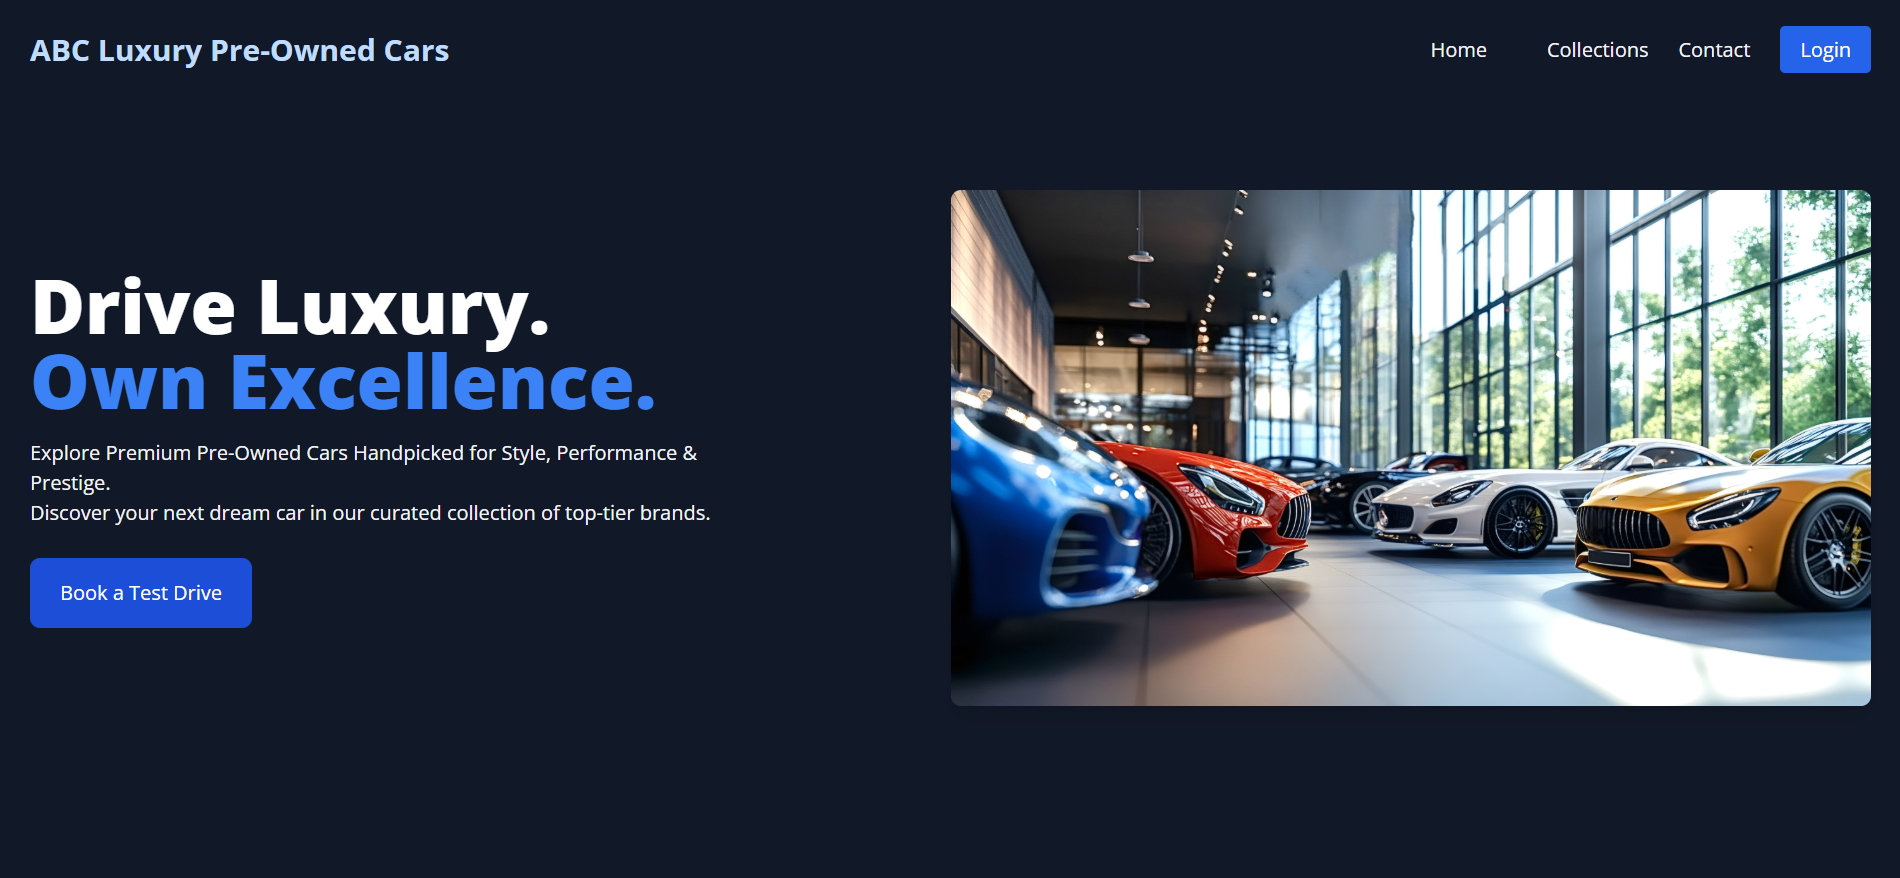 ABC Luxury Pre-Owned Cars
Home Collections Contact Login
Drive Luxury.
Own Excellence.
Explore Premium Pre-Owned Cars Handpicked for Style, Performance &
Prestige.
Discover your next dream car in our curated collection of top-tier brands.
Book a Test Drive